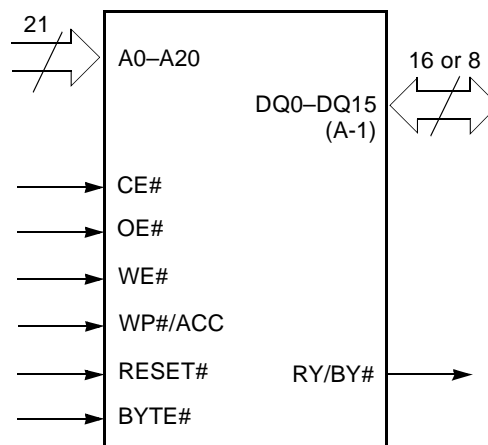 21
A0–A20
16 or 8
DQ0–DQ15
(A-1)
CE#
OE#
WE#
WP#/ACC
RESET#
RY/BY#
BYTE#